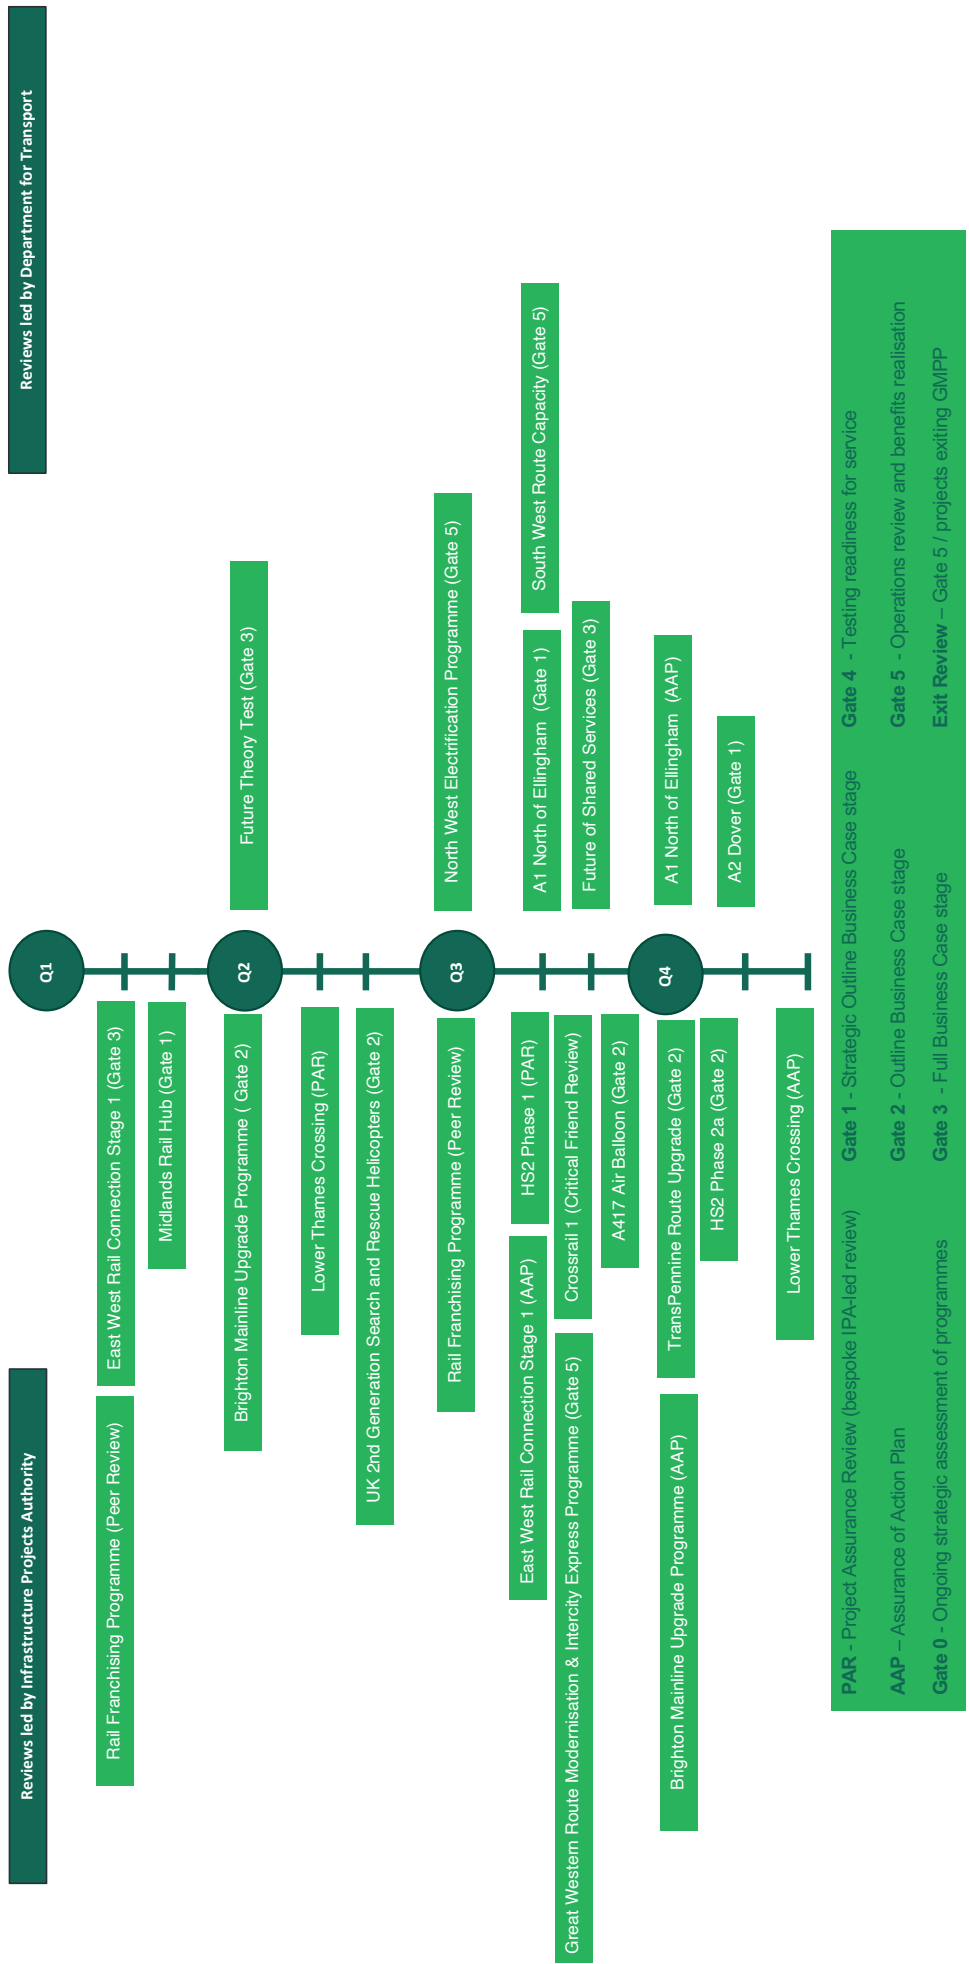 Reviews led by Infrastructure Projects Authority
Reviews led by Department for Transport
Q1
Rail Franchising Programme (Peer Review)
East West Rail Connection Stage 1 (Gate 3)
Midlands Rail Hub (Gate 1)
Q2
Brighton Mainline Upgrade Programme ( Gate 2)
Future Theory Test (Gate 3)
Lower Thames Crossing (PAR)
UK 2nd Generation Search and Rescue Helicopters (Gate 2)
Q3
Rail Franchising Programme (Peer Review)
North West Electrification Programme (Gate 5)
East West Rail Connection Stage 1 (AAP)
HS2 Phase 1 (PAR)
A1 North of Ellingham  (Gate 1)
South West Route Capacity (Gate 5)
Great Western Route Modernisation & Intercity Express Programme (Gate 5)
Crossrail 1 (Critical Friend Review)
Future of Shared Services (Gate 3)
A417 Air Balloon (Gate 2)
Q4
Brighton Mainline Upgrade Programme (AAP)
TransPennine Route Upgrade (Gate 2)
A1 North of Ellingham  (AAP)
HS2 Phase 2a (Gate 2)
A2 Dover (Gate 1)
Lower Thames Crossing (AAP)
PAR - Project Assurance Review (bespoke IPA-led review)
AAP – Assurance of Action Plan
Gate 0 - Ongoing strategic assessment of programmes
Gate 1 - Strategic Outline Business Case stage
Gate 2 - Outline Business Case stage
Gate 3  - Full Business Case stage
Gate 4  - Testing readiness for service
Gate 5  - Operations review and benefits realisation
Exit Review – Gate 5 / projects exiting GMPP